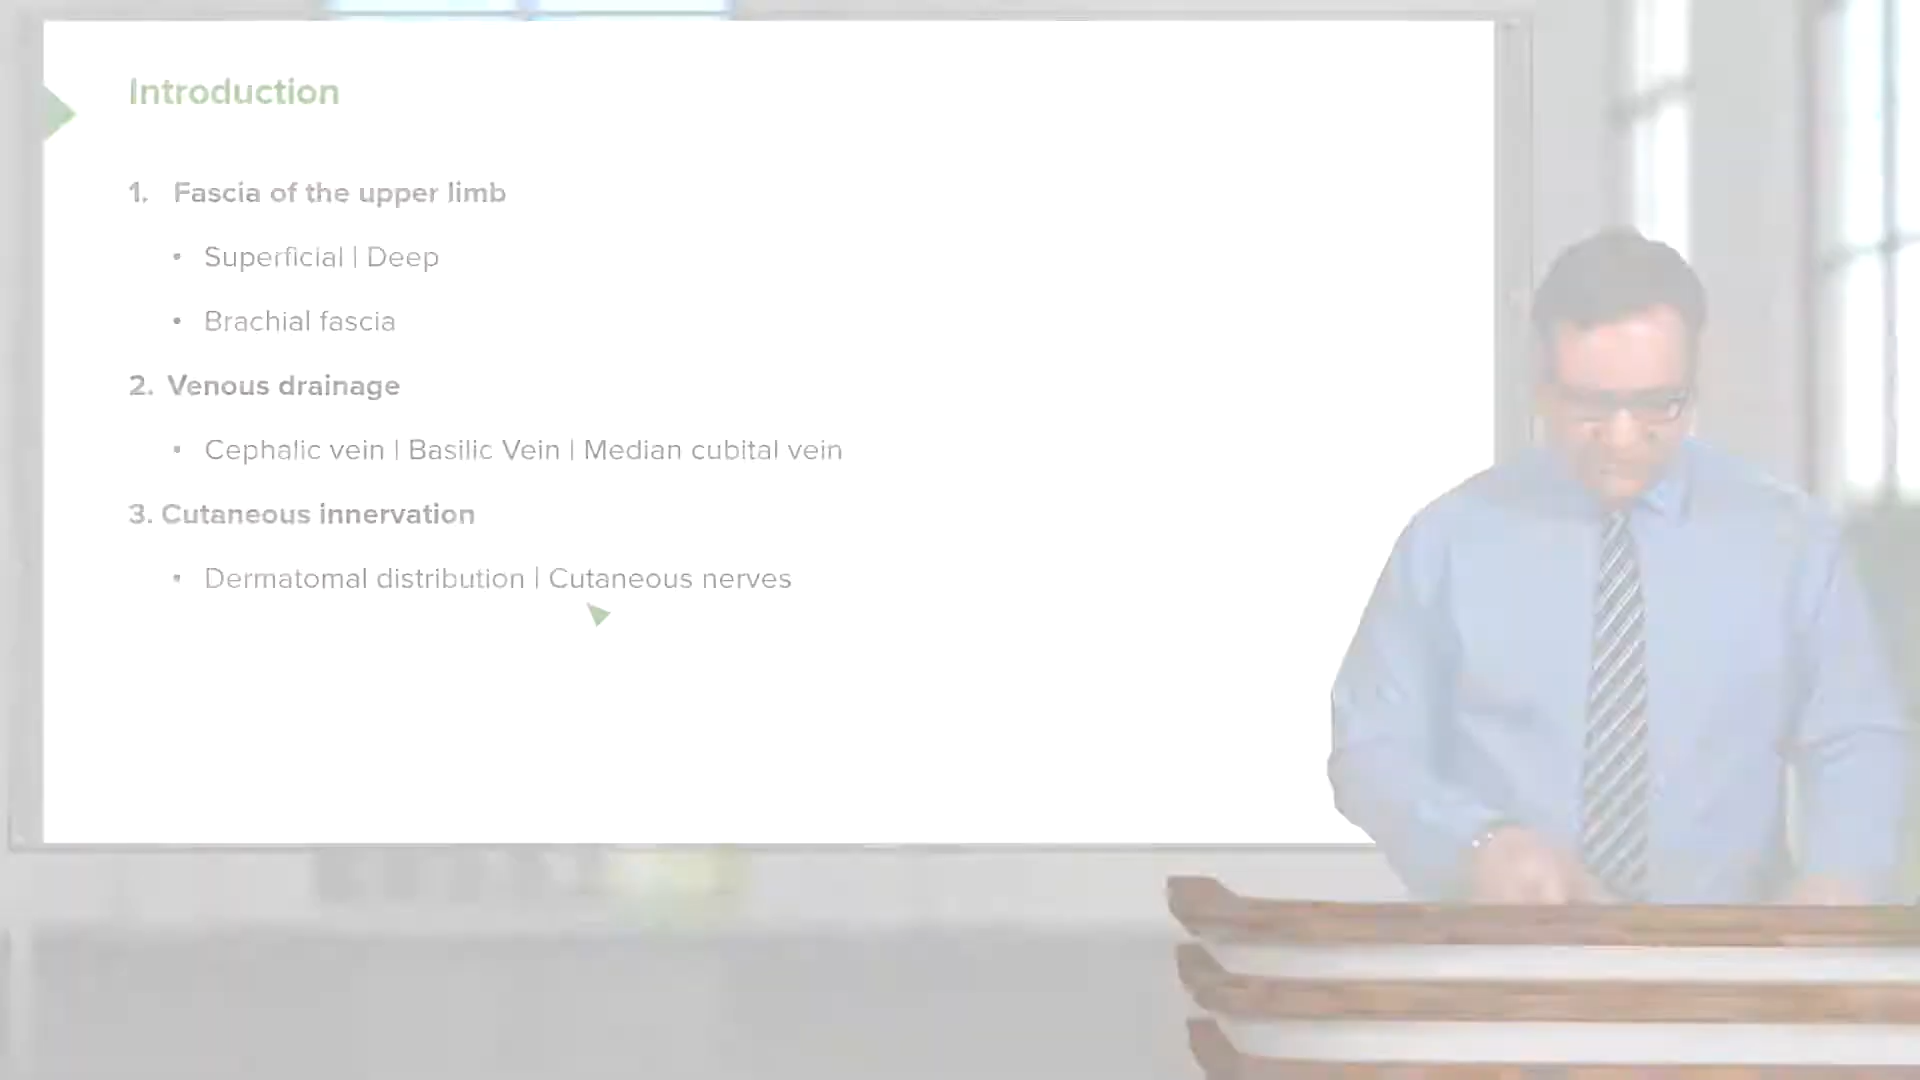 Introduction
1. Fascia of the upper limb
• Superficial | Deep
• Brachial fascia
2. Venous drainage
• Cephalic vein | Basilic Vein | Median cubital vein
3. Cutaneous innervation
• Dermatomal distribution | Cutaneous nerves